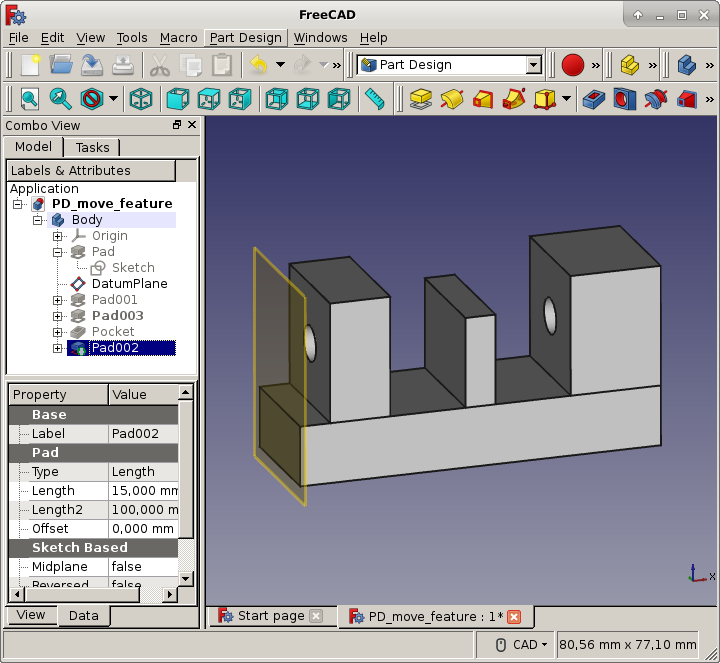 FreeCAD
File Edit View Tools Macro Part Design Windows Help
Part Design
Combo View
Model Tasks
Labels & Attributes
Application
PD_move_feature
Body
Origin
Pad
Sketch
DatumPlane
Pad001
Pad003
Pocket
Pad002
Property Value
Base
Label Pad002
Pad
Type Length
Length 15,000 mm
Length2 100,000 m
Offset 0,000 mm
Sketch Based
Midplane false
Reversed false
View Data
X
Start page PD_move_feature : 1*
CAD 80,56 mm x 77,10 mm